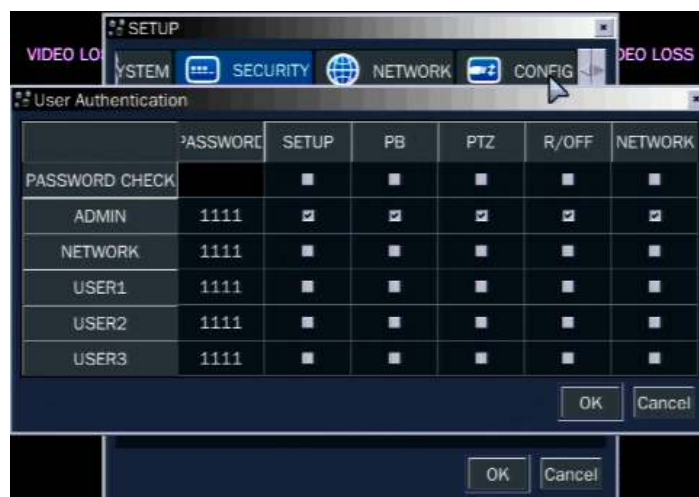 SETUP
VIDEO LO
DEO LOSS
YSTEM SECURITY NETWORK CONFIG
User Authentication
PASSWORD SETUP PB PTZ R/OFF NETWORK
PASSWORD CHECK
ADMIN 1111
NETWORK 1111
USER1 1111
USER2 1111
USER3 1111
OK Cancel
OK Cancel